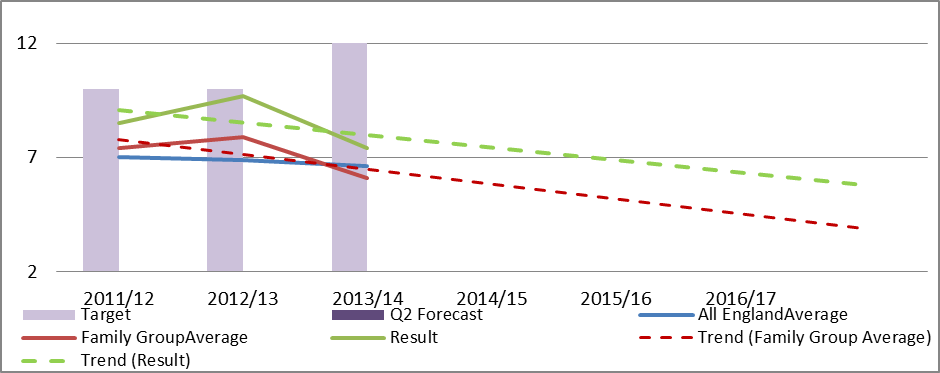 12
7
2
2011/12 2012/13 2013/14 2014/15 2015/16 2016/17
Target Q2 Forecast All EnglandAverage
Family GroupAverage Result Trend (Family Group Average)
Trend (Result)